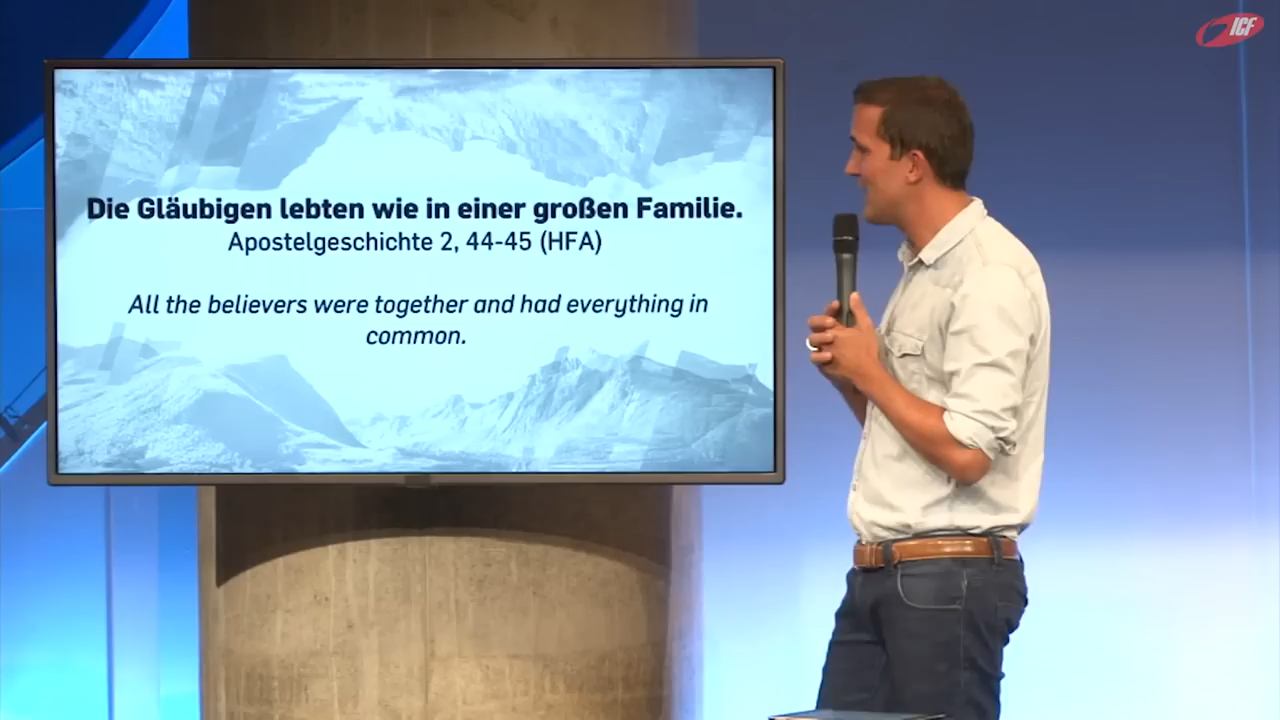 ICF
Die Gläubigen lebten wie in einer großen Familie.
Apostelgeschichte 2, 44-45 (HFA)
All the believers were together and had everything in
common.